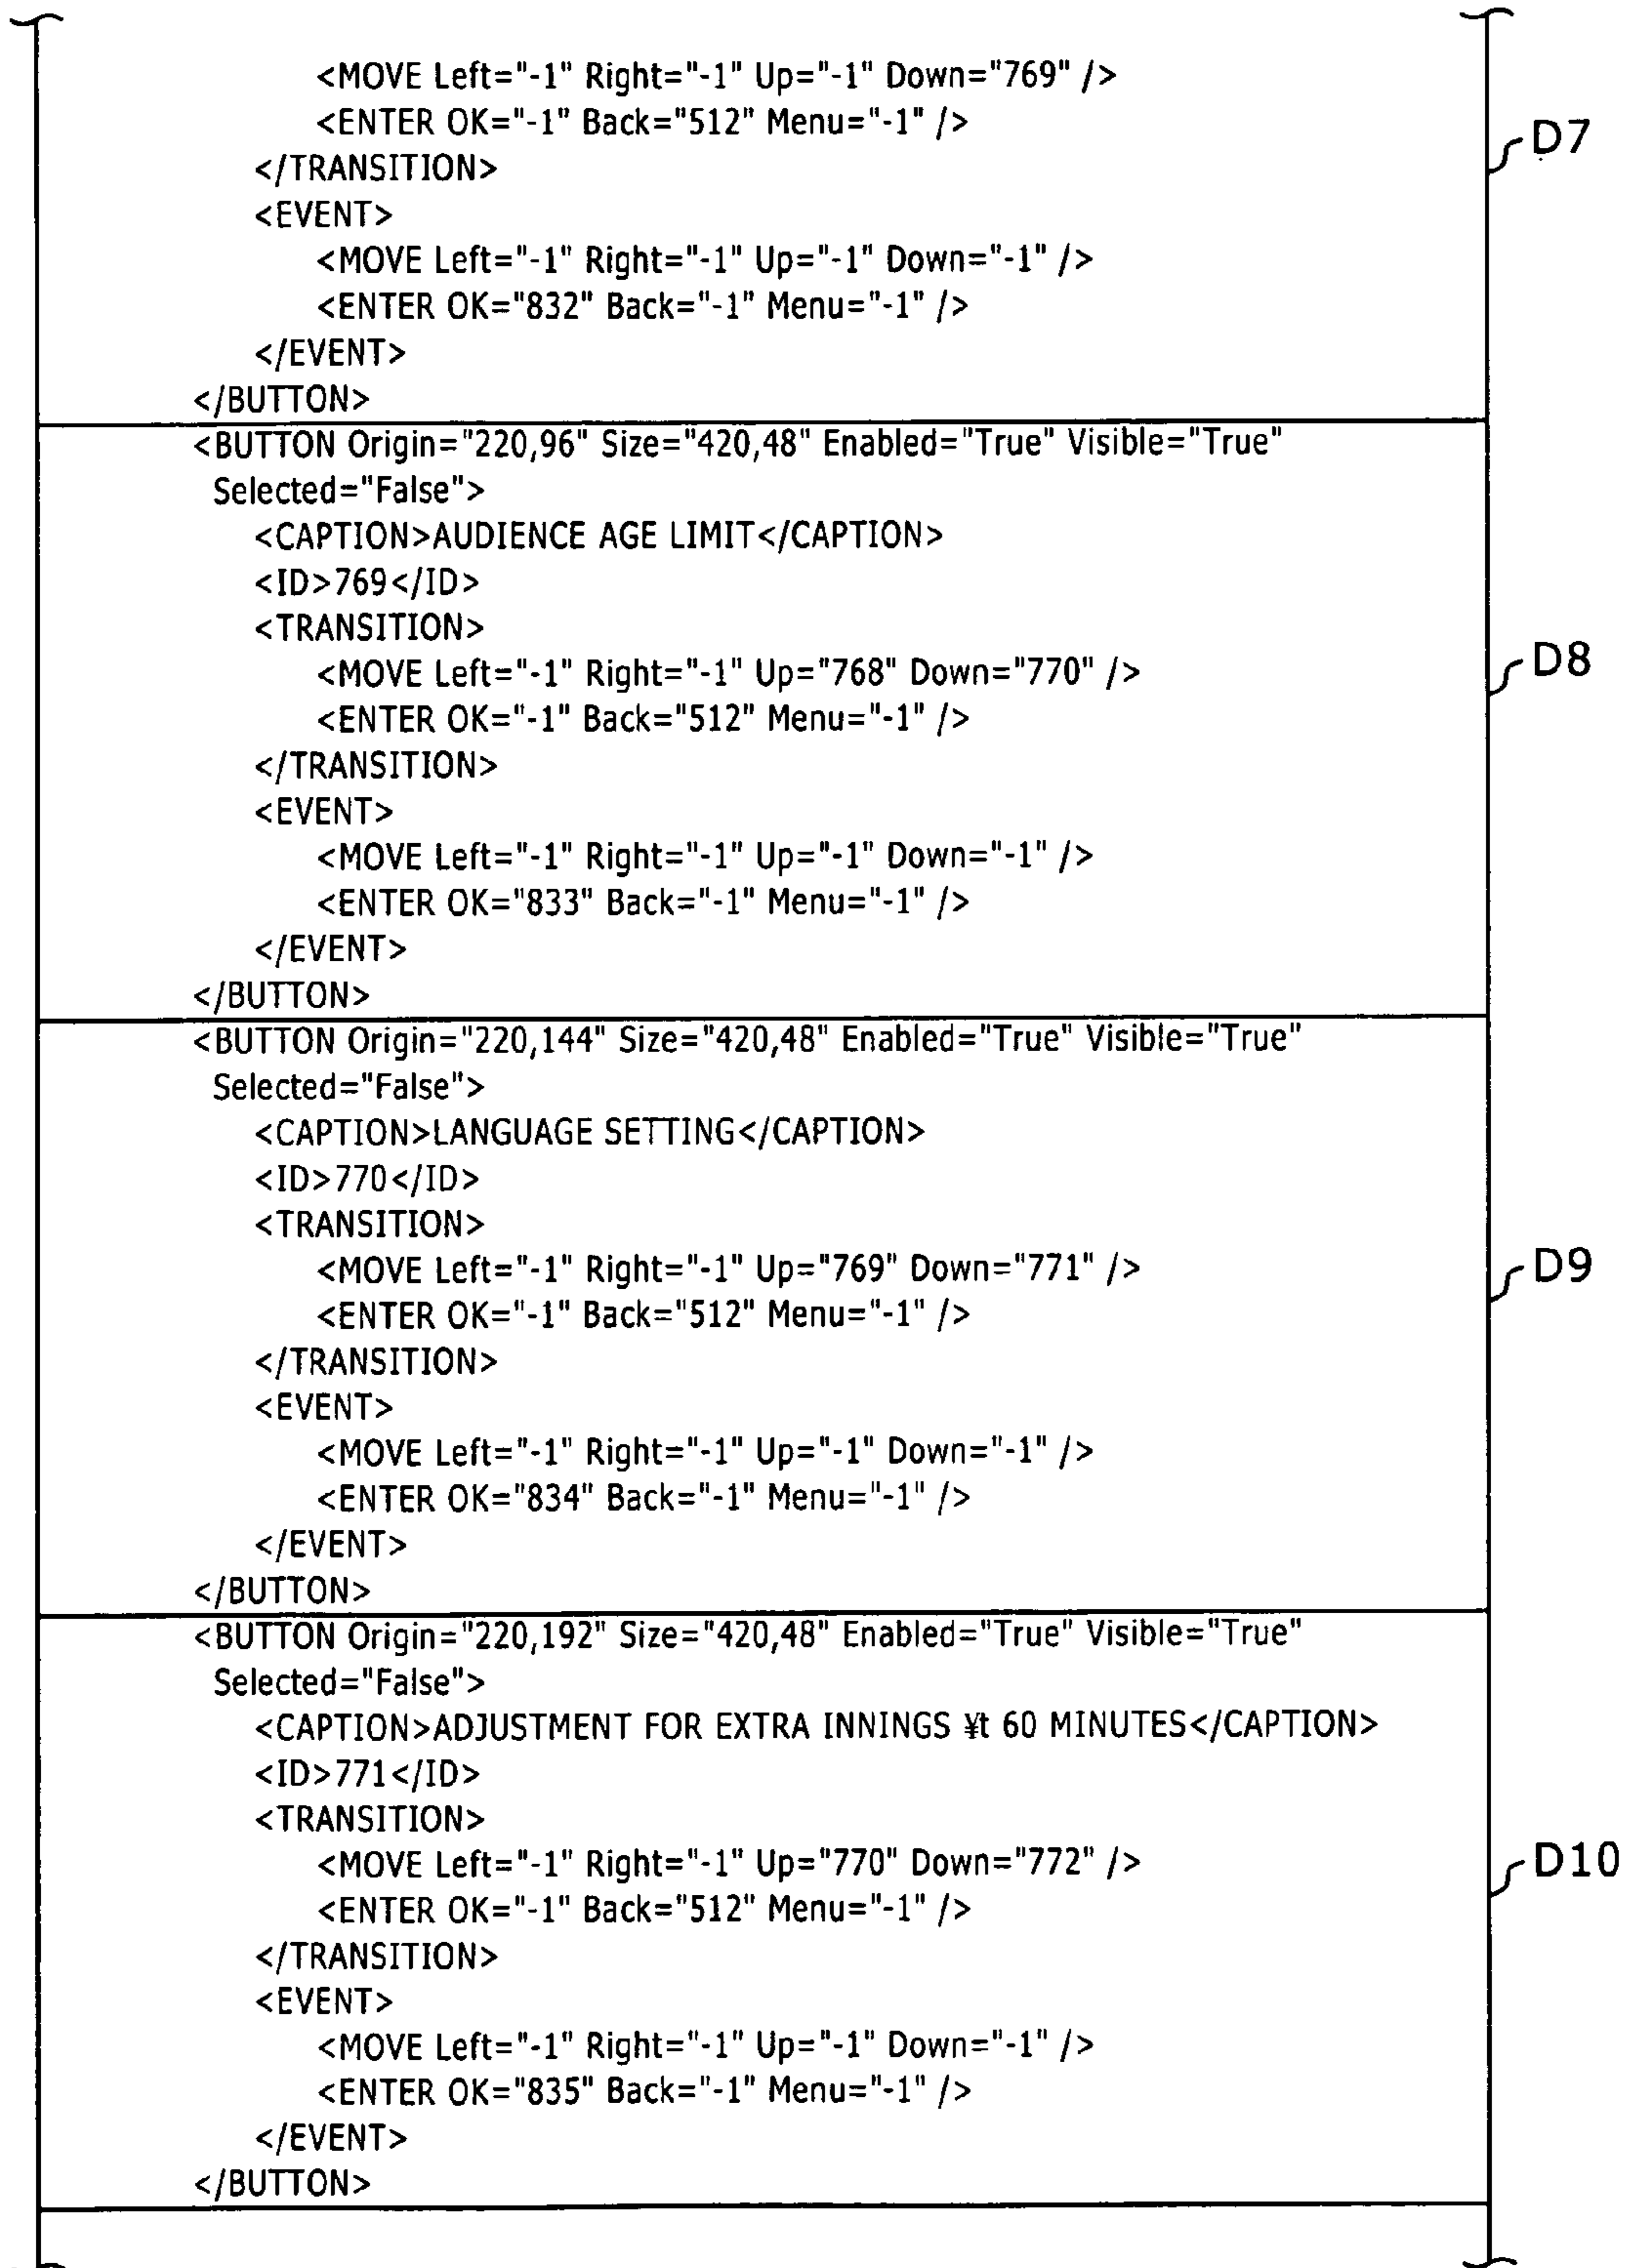 <MOVE Left="-1" Right="-1" Up="-1" Down="769" />
<ENTER OK="-1" Back="512" Menu="-1" />
</TRANSITION>
<EVENT>
<MOVE Left="-1" Right="-1" Up="-1" Down="-1" />
<ENTER OK="832" Back="-1" Menu="-1" />
</EVENT>
</BUTTON>
D7
<BUTTON Origin="220,96" Size="420,48" Enabled="True" Visible="True"
Selected="False">
<CAPTION>AUDIENCE AGE LIMIT</CAPTION>
<ID>769</ID>
<TRANSITION>
<MOVE Left="-1" Right="-1" Up="768" Down="770" />
<ENTER OK="-1" Back="512" Menu="-1" />
</TRANSITION>
<EVENT>
<MOVE Left="-1" Right="-1" Up="-1" Down="-1" />
<ENTER OK="833" Back="-1" Menu="-1" />
</EVENT>
</BUTTON>
D8
<BUTTON Origin="220,144" Size="420,48" Enabled="True" Visible="True"
Selected="False">
<CAPTION>LANGUAGE SETTING</CAPTION>
<ID>770</ID>
<TRANSITION>
<MOVE Left="-1" Right="-1" Up="769" Down="771" />
<ENTER OK="-1" Back="512" Menu="-1" />
</TRANSITION>
<EVENT>
<MOVE Left="-1" Right="-1" Up="-1" Down="-1" />
<ENTER OK="834" Back="-1" Menu="-1" />
</EVENT>
</BUTTON>
D9
<BUTTON Origin="220,192" Size="420,48" Enabled="True" Visible="True"
Selected="False">
<CAPTION>ADJUSTMENT FOR EXTRA INNINGS ¥t 60 MINUTES</CAPTION>
<ID>771</ID>
<TRANSITION>
<MOVE Left="-1" Right="-1" Up="770" Down="772" />
<ENTER OK="-1" Back="512" Menu="-1" />
</TRANSITION>
<EVENT>
<MOVE Left="-1" Right="-1" Up="-1" Down="-1" />
<ENTER OK="835" Back="-1" Menu="-1" />
</EVENT>
</BUTTON>
D10